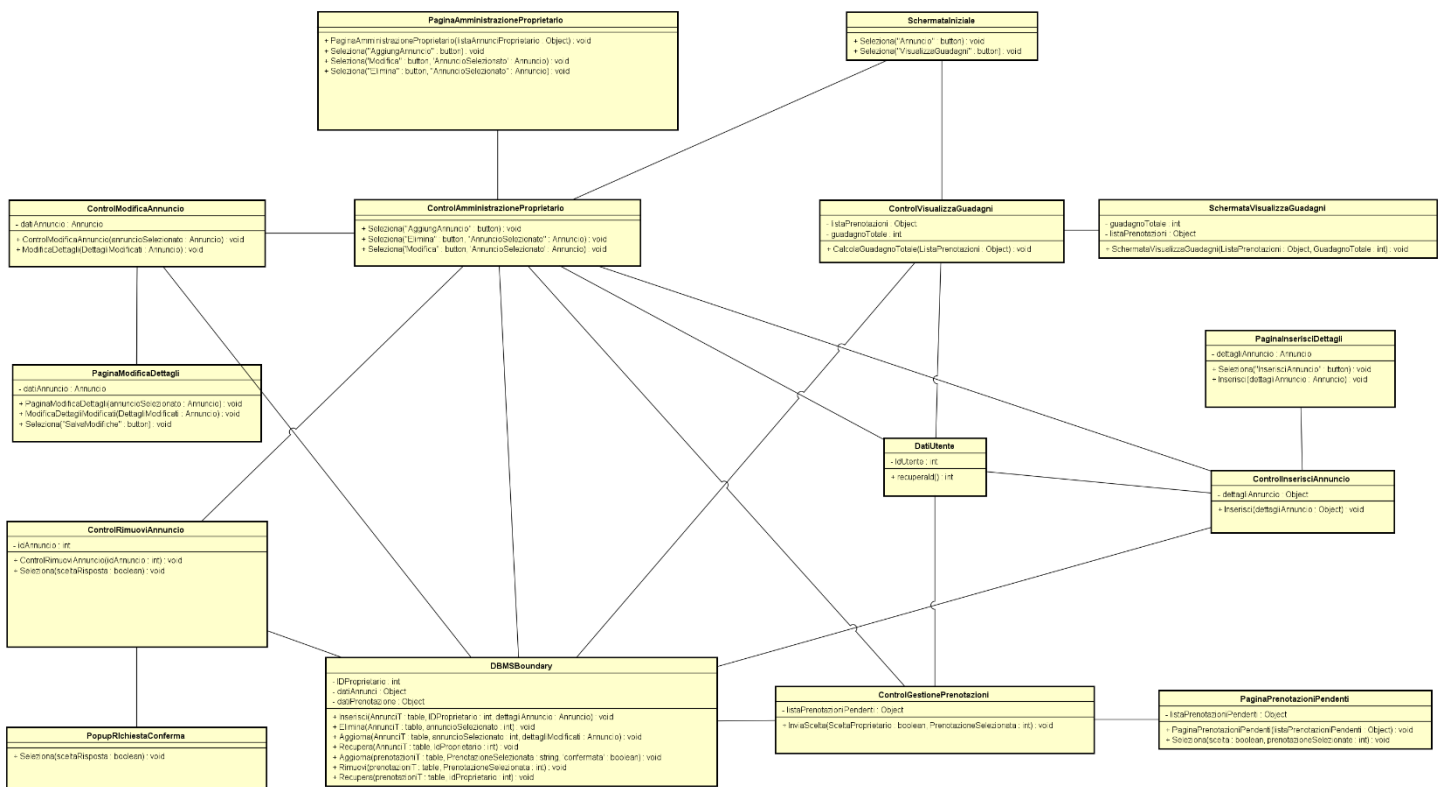 PaginaAmministrazioneProprietario
+ PaginaAmministrazioneProprietario(listaAnnunciProprietario : Object) : void
+ Seleziona("AggiungAnnuncio" : button) : void
+ Seleziona("Modifica" : button, "AnnuncioSelezionato" : Annuncio) : void
+ Seleziona("Elimina" : button, "AnnuncioSelezionato" : Annuncio) : void
SchermataIniziale
+ Seleziona("Annuncio" : button) : void
+ Seleziona("VisualizzaGuadagni" : button) : void
ControlModificaAnnuncio
- datiAnnuncio : Annuncio
+ ControlModificaAnnuncio(annuncioSelezionato : Annuncio) : void
+ ModificaDettagli(DettagliModificati : Annuncio) : void
ControlAmministrazioneProprietario
+ Seleziona("AggiungAnnuncio" : button) : void
+ Seleziona("Elimina" : button, "AnnuncioSelezionato" : Annuncio) : void
+ Seleziona("Modifica" : button, "AnnuncioSelezionato" : Annuncio) : void
ControlVisualizzaGuadagni
- listaPrenotazioni : Object
- guadagnoTotale : int
+ CalcolaGuadagnoTotale(ListaPrenotazioni : Object) : void
SchermataVisualizzaGuadagni
- guadagnoTotale : int
- listaPrenotazioni : Object
+ SchermataVisualizzaGuadagni(ListaPrenotazioni : Object, GuadagnoTotale : int) : void
PaginaInserisciDettagli
- dettagliAnnuncio : Annuncio
+ Seleziona("InserisciAnnuncio" : button) : void
+ Inserisci(dettagliAnnuncio : Annuncio) : void
PaginaModificaDettagli
- datiAnnuncio : Annuncio
+ PaginaModificaDettagli(annuncioSelezionato : Annuncio) : void
+ ModificaDettagliModificati(DettagliModificati : Annuncio) : void
+ Seleziona("SalvaModifiche" : button) : void
DatiUtente
- IdUtente : int
+ recuperaId() : int
ControlInserisciAnnuncio
- dettagliAnnuncio : Object
+ Inserisci(dettagliAnnuncio : Object) : void
ControlRimuoviAnnuncio
- idAnnuncio : int
+ ControlRimuoviAnnuncio(idAnnuncio : int) : void
+ Seleziona(sceltaRisposta : boolean) : void
DBMSBoundary
- IDProprietario : int
- datiAnnunci : Object
- datiPrenotazione : Object
+ Inserisci(AnnunciT : table, IDProprietario : int, dettagliAnnuncio : Annuncio) : void
+ Elimina(AnnunciT : table, annuncioSelezionato : int) : void
+ Aggiorna(AnnunciT : table, annuncioSelezionato : int, dettagliModificati : Annuncio) : void
+ Recupera(AnnunciT : table, IdProprietario : int) : void
+ Aggiorna(prenotazioniT : table, PrenotazioneSelezionata : string, "confermata" : boolean) : void
+ Rimuovi(prenotazioniT : table, PrenotazioneSelezionata : int) : void
+ Recupera(prenotazioniT : table, IdProprietario : int) : void
ControlGestionePrenotazioni
- listaPrenotazioniPendenti : Object
+ InviaScelta(SceltaProprietario : boolean, PrenotazioneSelezionata : int) : void
PaginaPrenotazioniPendenti
- listaPrenotazioniPendenti : Object
+ PaginaPrenotazioniPendenti(listaPrenotazioniPendenti : Object) : void
+ Seleziona(scelta : boolean, prenotazioneSelezionate : int) : void
PopupRIchiestaConferma
+ Seleziona(sceltaRisposta : boolean) : void